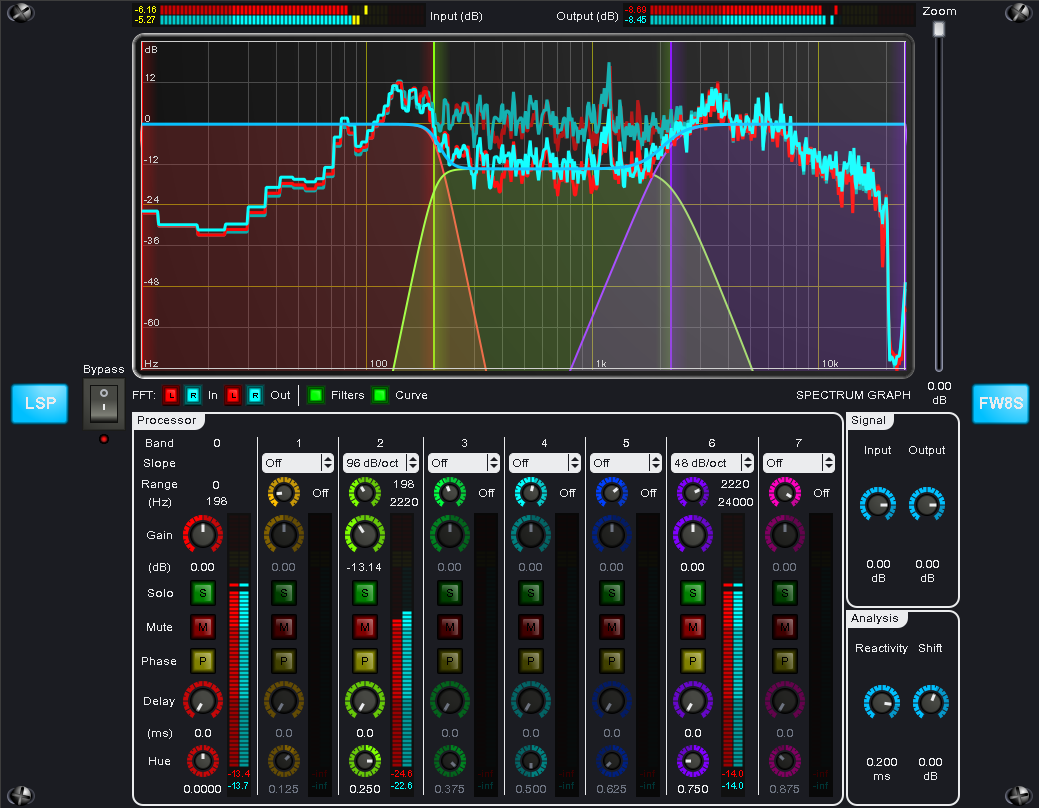 -6.16
-5.27
Input (dB)
Output (dB)
-8.45
Zoom
dB
12
0
-12
-24
-36
-48
-60
Hz
100
1k
10k
0.00
dB
Bypass
LSP
FW8S
FFT: L R In L R Out Filters Curve SPECTRUM GRAPH
Processor
Band 0 1 2 3 4 5 6 7
Slope Off 96 dB/oct Off Off Off 48 dB/oct Off
Range 0 Off 198 Off Off Off 2220 Off
(Hz) 198 2220 24000
Gain
(dB) 0.00 0.00 -13.14 0.00 0.00 0.00 0.00 0.00
Solo S S S S S S S S
Mute M M M M M M M M
Phase P P P P P P P P
Delay
(ms) 0.0 0.0 0.0 0.0 0.0 0.0 0.0 0.0
Hue
-13.4 -inf -24.6 -inf -inf -inf -14.0 -inf
-13.7 -inf -22.6 -inf -inf -inf -14.0 -inf
0.0000 0.125 0.250 0.375 0.500 0.625 0.750 0.875
Signal
Input Output
0.00 0.00
dB dB
Analysis
Reactivity Shift
0.200 0.00
ms dB